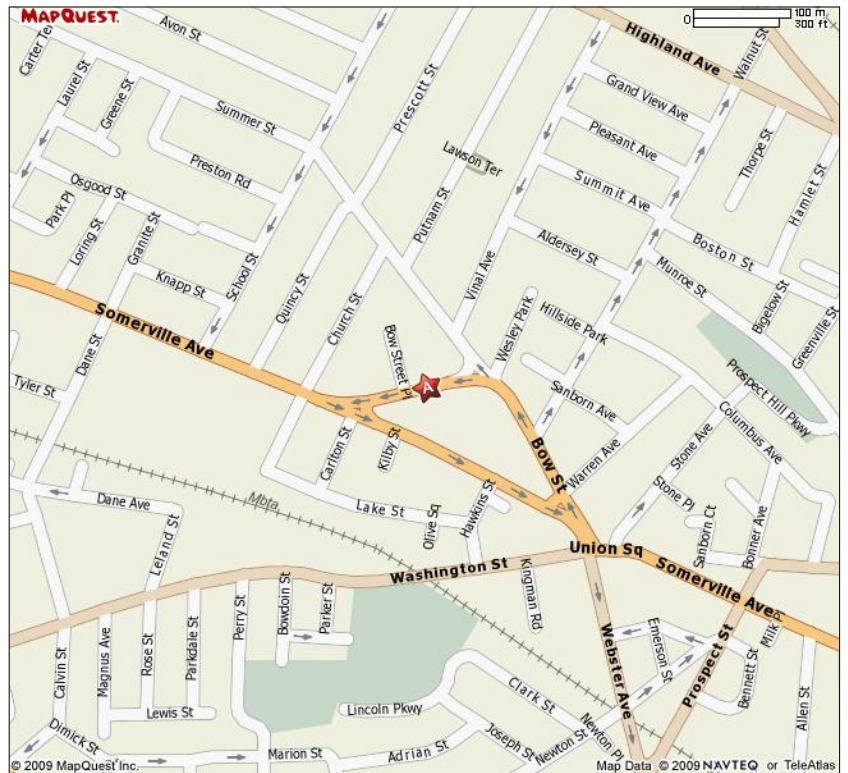 MAPQUEST.
0 100 m
300 ft
Carter Ter
Avon St
Highland Ave
Walnut St
Laurel St
Greene St
Summer St
Prescott St
Grand View Ave
Pleasant Ave
Thorpe St
Lawson Ter
Preston Rd
Osgood St
Park Pl
Loring St
Granite St
Putnam St
Summit Ave
Hamlet St
Boston St
Aldersey St
Munroe St
Knapp St
School St
Quincy St
Church St
Vinal Ave
Bigelow St
Greenville St
Somerville Ave
Dane St
Bow Street Pl
A
Wesley Park
Hillside Park
Prospect Hill Pkwy
Tyler St
Sanborn Ave
Columbus Ave
Carlton St
Kilby St
Bow St
Warren Ave
Stone Ave
Stone Pl
Dane Ave
Mbta
Lake St
Olive Sq
Hawkins St
Sanborn Ct
Bonner Ave
Leland St
Washington St
Union Sq
Somerville Ave
Kingman Rd
Perry St
Bowdoin St
Parker St
Calvin St
Magnus Ave
Rose St
Parkdale St
Webster Ave
Emerson St
Prospect St
Milk Pl
Bennett St
Allen St
Lewis St
Lincoln Pkwy
Clark St
Newton St
Newton Pl
Joseph St
Dimick St
Marion St
Adrian St
© 2009 MapQuest Inc.
Map Data © 2009 NAVTEQ or TeleAtlas